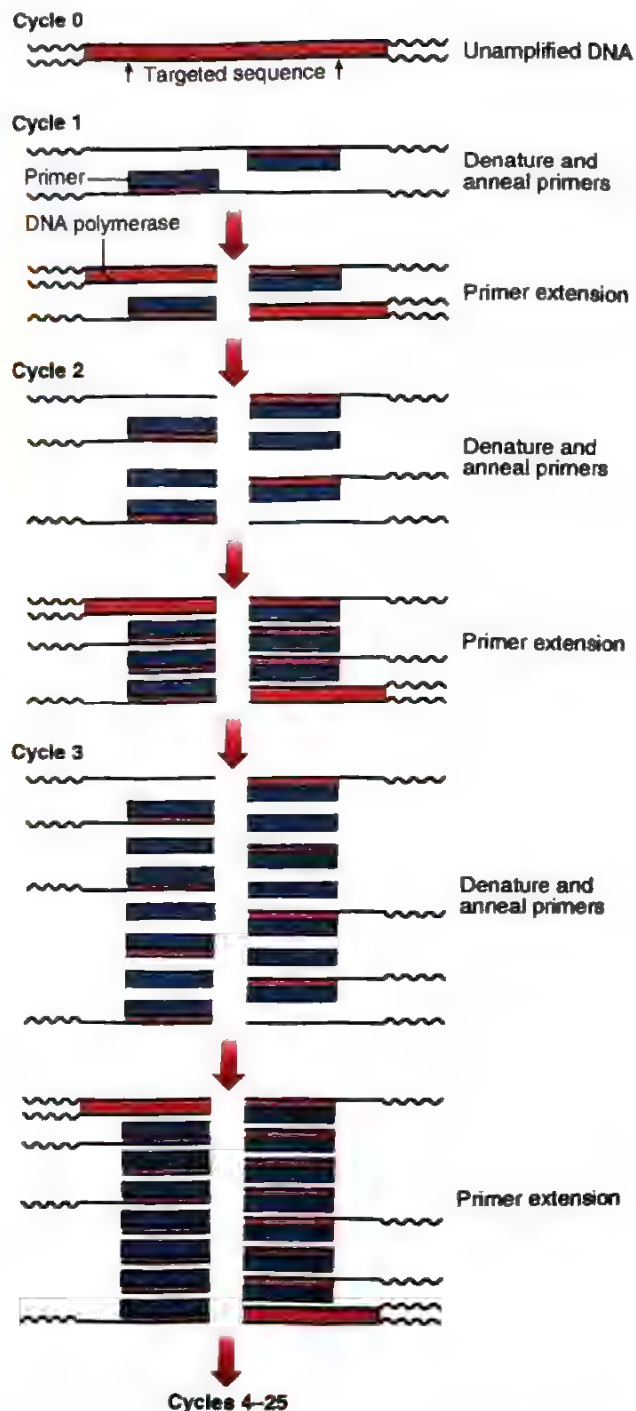 Cycle 0
Unamplified DNA
↑ Targeted sequence ↑
Cycle 1
Primer
Denature and
anneal primers
DNA polymerase
Primer extension
Cycle 2
Denature and
anneal primers
Primer extension
Cycle 3
Denature and
anneal primers
Primer extension
Cycles 4–25